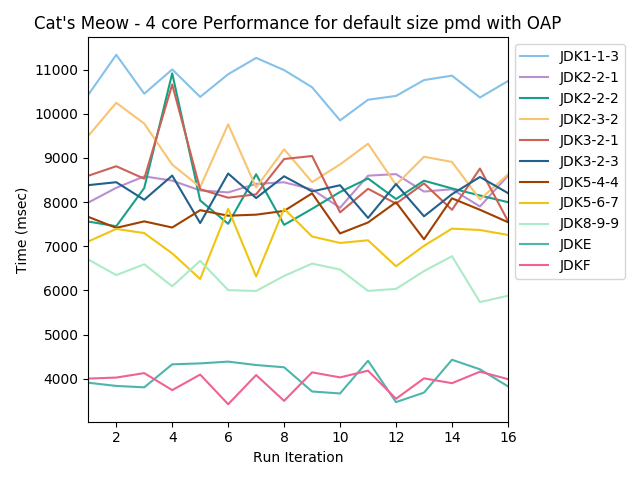 Cat's Meow - 4 core Performance for default size pmd with OAP
Time (msec)
11000
10000
9000
8000
7000
6000
5000
4000
2
4
6
8
10
12
14
16
Run Iteration
JDK1-1-3
JDK2-2-1
JDK2-2-2
JDK2-3-2
JDK3-2-1
JDK3-2-3
JDK5-4-4
JDK5-6-7
JDK8-9-9
JDKE
JDKF